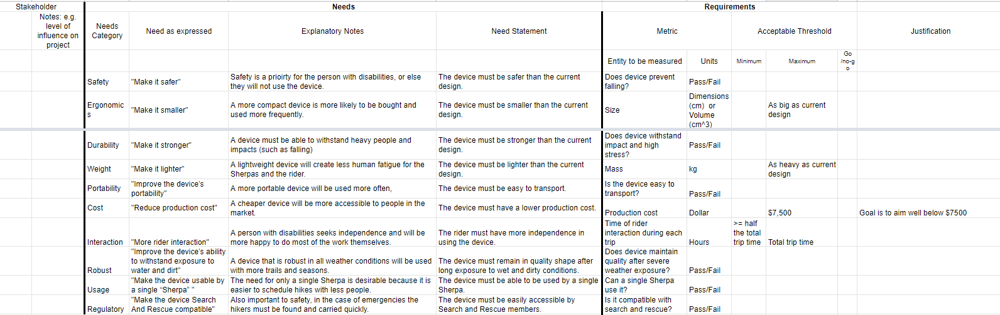 Stakeholder
Needs
Requirements
Notes: e.g.
level of
influence on
project
Needs
Category
Need as expressed
Explanatory Notes
Need Statement
Metric
Acceptable Threshold
Justification
Entity to be measured
Units
Minimum
Maximum
Go
/no-g
o
Safety
"Make it safer"
Safety is a prioirty for the person with disabilities, or else
they will not use the device.
The device must be safer than the current
design.
Does device prevent
falling?
Pass/Fail
Ergonomic
s
"Make it smaller"
A more compact device is more likely to be bought and
used more frequently.
The device must be smaller than the current
design.
Size
Dimensions
(cm) or
Volume
(cm^3)
As big as current
design
Durability
"Make it stronger"
A device must be able to withstand heavy people and
impacts (such as falling)
The device must be stronger than the current
design.
Does device withstand
impact and high
stress?
Pass/Fail
Weight
"Make it lighter"
A lightweight device will create less human fatigue for the
Sherpas and the rider.
The device must be lighter than the current
design.
Mass
kg
As heavy as current
design
Portability
"Improve the device's
portability"
A more portable device will be used more often,
The device must be easy to transport.
Is the device easy to
transport?
Pass/Fail
Cost
"Reduce production cost"
A cheaper device will be more accessible to people in the
market.
The device must have a lower production cost.
Production cost
Dollar
$7,500
Goal is to aim well below $7500
Interaction
"More rider interaction"
A person with disabilities seeks independence and will be
more happy to do most of the work themselves.
The rider must have more independence in
using the device.
Time of rider
interaction during each
trip
Hours
>= half
the total
trip time
Total trip time
Robust
"Improve the device's ability
to withstand exposure to
water and dirt"
A device that is robust in all weather conditions will be used
with more trails and seasons.
The device must remain in quality shape after
long exposure to wet and dirty conditions.
Does device maintain
quality after severe
weather exposure?
Pass/Fail
Usage
"Make the device usable by
a single “Sherpa” "
The need for only a single Sherpa is desirable because it is
easier to schedule hikes with less people.
The device must be able to be used by a single
Sherpa.
Can a single Sherpa
use it?
Pass/Fail
Regulatory
"Make the device Search
And Rescue compatible"
Also important to safety, in the case of emergencies the
hikers must be found and carried quickly.
The device must be easily accessible by
Search and Rescue members.
Is it compatible with
search and rescue?
Pass/Fail